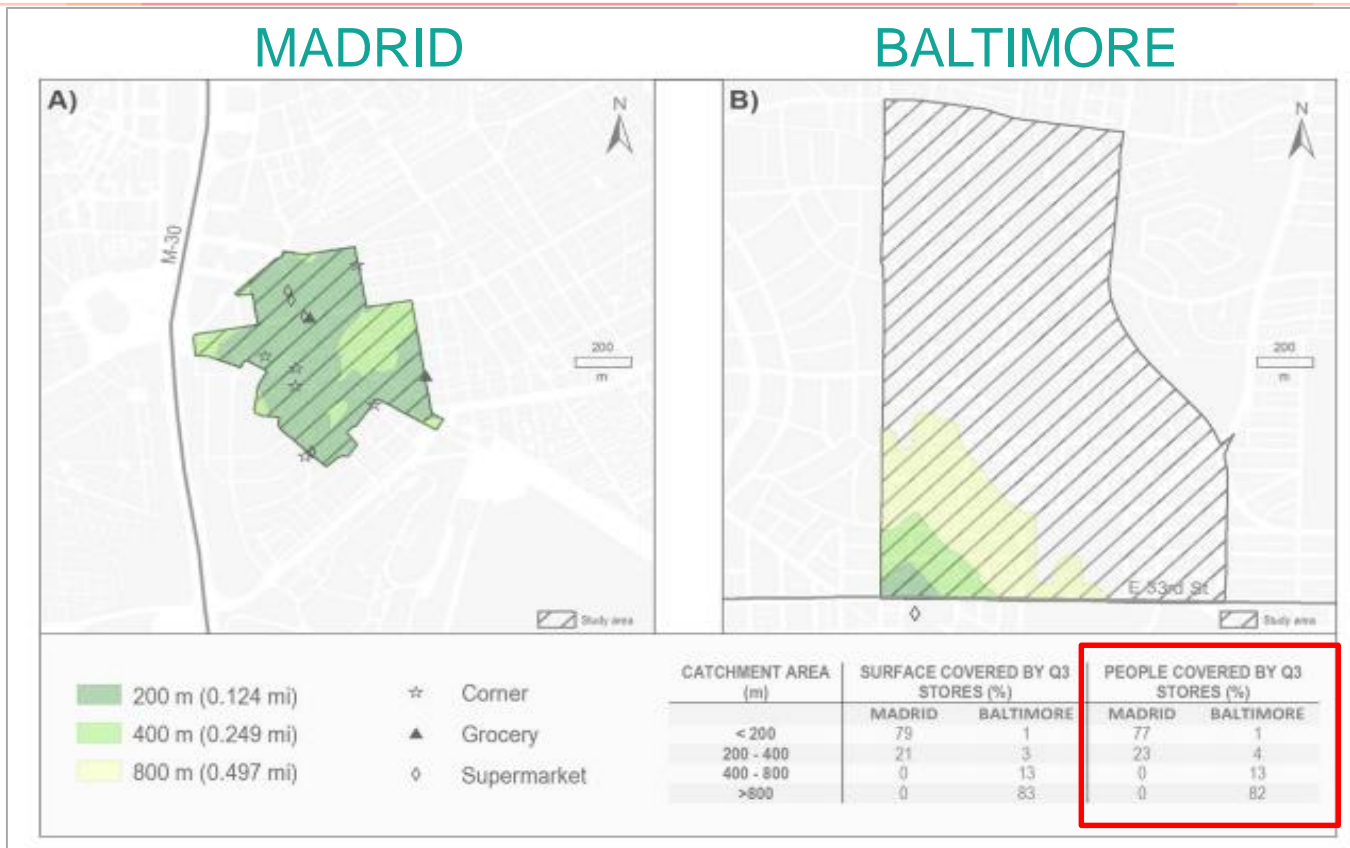 MADRID
BALTIMORE
A)
N
M-30
200
m
Study area
B)
N
200
m
E 33rd St
Study area
200 m (0.124 mi)
400 m (0.249 mi)
800 m (0.497 mi)
Corner
Grocery
Supermarket
CATCHMENT AREA (m) SURFACE COVERED BY Q3 STORES (%) PEOPLE COVERED BY Q3 STORES (%)
MADRID BALTIMORE MADRID BALTIMORE
< 200 79 1 77 1
200 - 400 21 3 23 4
400 - 800 0 13 0 13
>800 0 83 0 82